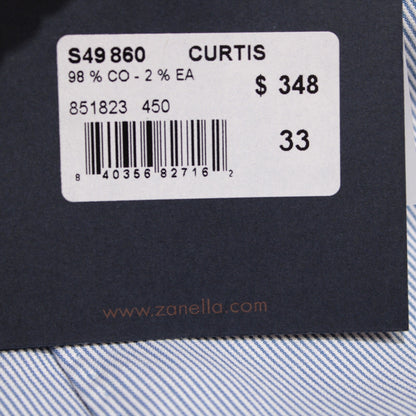 S49 860 CURTIS
98 % CO - 2 % EA
$ 348
851823 450
33
8 40356 82716 2
www.zanella.com